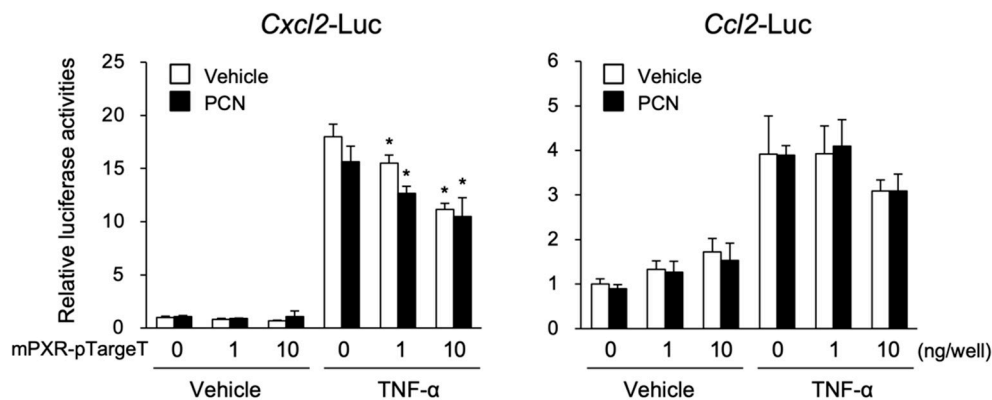 Cxcl2-Luc
Relative luciferase activities
25
20
15
10
5
0
Vehicle
PCN
*
*
*
*
mPXR-pTargeT 0 1 10 0 1 10
Vehicle TNF-α
Ccl2-Luc
6
5
4
3
2
1
0
Vehicle
PCN
0 1 10 0 1 10 (ng/well)
Vehicle TNF-α